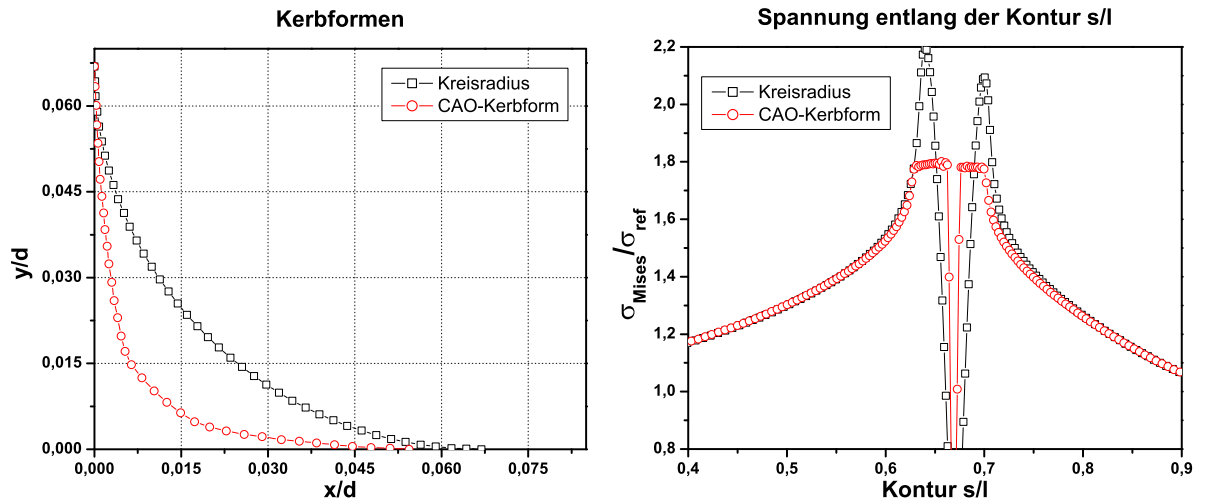 Kerbformen
Kreisradius
CAO-Kerbform
0,060
0,045
0,030
0,015
0,000
y/d
0,000 0,015 0,030 0,045 0,060 0,075
x/d
Spannung entlang der Kontur s/l
Kreisradius
CAO-Kerbform
2,2
2,0
1,8
1,6
1,4
1,2
1,0
0,8
σMises/σref
0,4 0,5 0,6 0,7 0,8 0,9
Kontur s/l